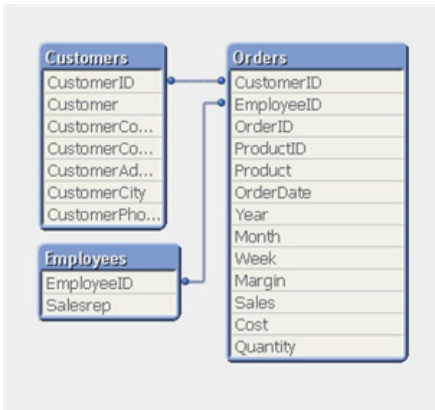 Customers
CustomerID
Customer
CustomerCo...
CustomerCo...
CustomerAd...
CustomerCity
CustomerPho...
Employees
EmployeeID
Salesrep
Orders
CustomerID
EmployeeID
OrderID
ProductID
Product
OrderDate
Year
Month
Week
Margin
Sales
Cost
Quantity